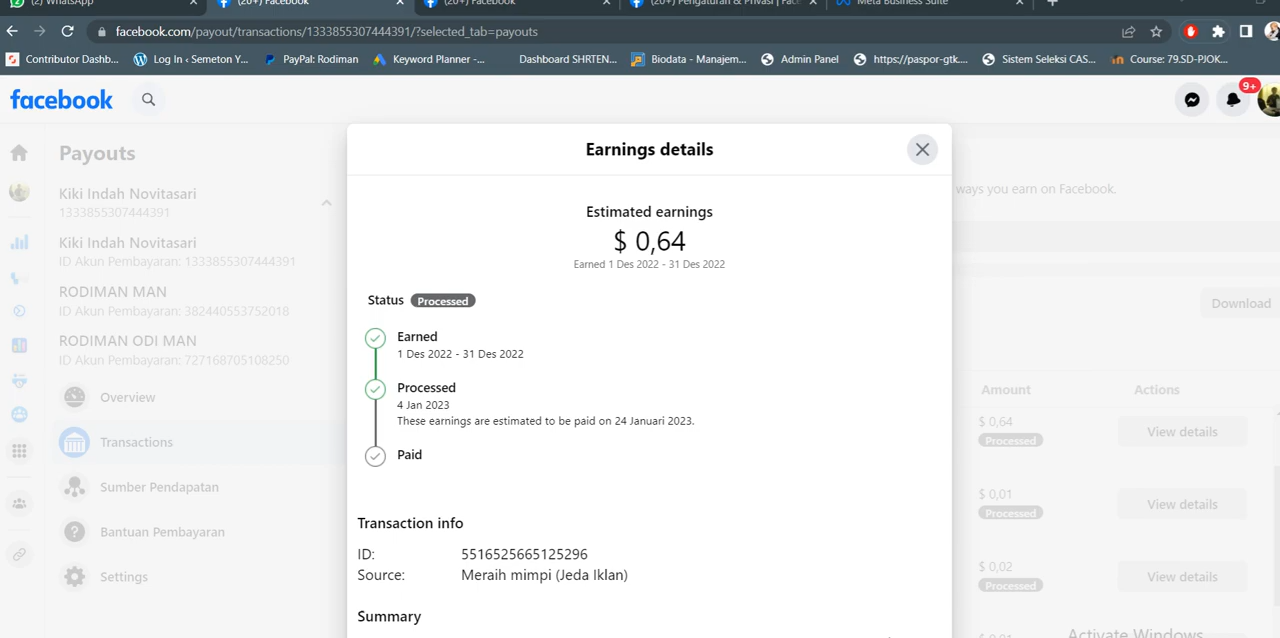 (2) WhatsApp
(20+) Facebook
(20+) Facebook
(20+) Pengaturan & Privasi | Fac
Meta Business Suite
facebook.com/payout/transactions/1333855307444391/?selected_tab=payouts
Contributor Dashb...
Log In ‹ Semeton Y...
PayPal: Rodiman
Keyword Planner -...
Dashboard SHRTEN...
Biodata - Manajem...
Admin Panel
https://paspor-gtk....
Sistem Seleksi CAS...
Course: 79.SD-PJOK...
facebook
9+
Payouts
Kiki Indah Novitasari
1333855307444391
Kiki Indah Novitasari
ID Akun Pembayaran: 1333855307444391
RODIMAN MAN
ID Akun Pembayaran: 382440553752018
RODIMAN ODI MAN
ID Akun Pembayaran: 727168705108250
Overview
Transactions
Sumber Pendapatan
Bantuan Pembayaran
Settings
Earnings details
Estimated earnings
$ 0,64
Earned 1 Des 2022 - 31 Des 2022
Status Processed
Earned
1 Des 2022 - 31 Des 2022
Processed
4 Jan 2023
These earnings are estimated to be paid on 24 Januari 2023.
Paid
Transaction info
ID: 5516525665125296
Source: Meraih mimpi (Jeda Iklan)
Summary
ways you earn on Facebook.
Download
Amount Actions
$ 0,64
Processed
View details
$ 0,01
Processed
View details
$ 0,02
Processed
View details
$ 0,01
Activate Windows